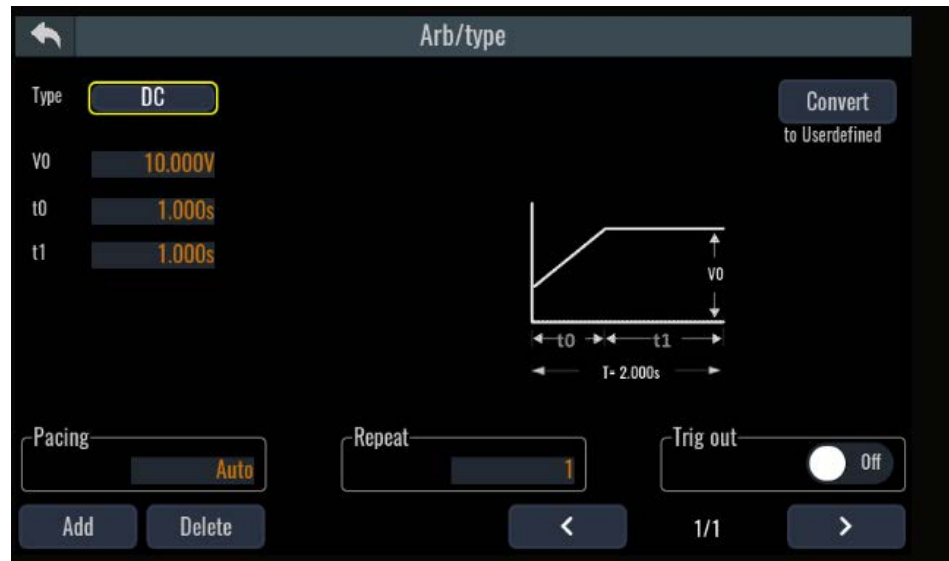 Arb/type
Type DC
Convert
to Userdefined
V0 10.000V
t0 1.000s
t1 1.000s
V0
t0 t1
T= 2.000s
Pacing Repeat Trig out
Auto 1 Off
Add Delete < 1/1 >